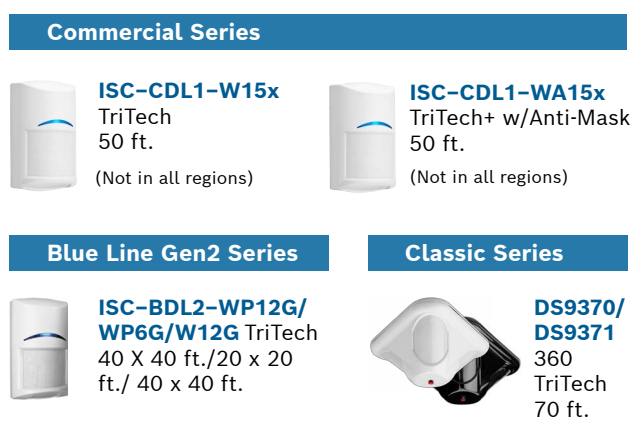 Commercial Series
ISC–CDL1–W15x
TriTech
50 ft.
(Not in all regions)
ISC–CDL1–WA15x
TriTech+ w/Anti-Mask
50 ft.
(Not in all regions)
Blue Line Gen2 Series
ISC–BDL2–WP12G/
WP6G/W12G TriTech
40 X 40 ft./20 x 20
ft./ 40 x 40 ft.
Classic Series
DS9370/
DS9371
360
TriTech
70 ft.